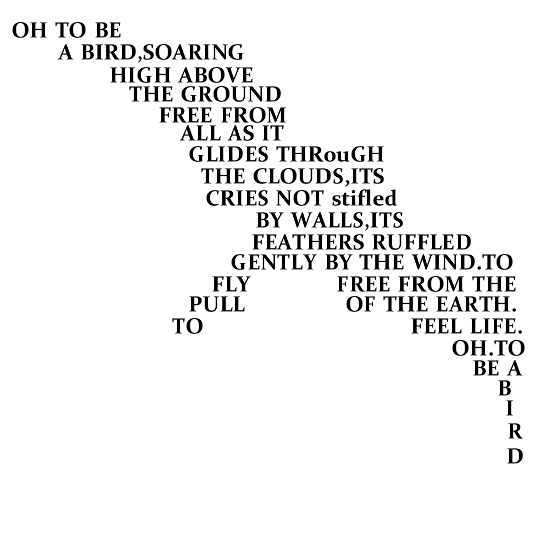 OH TO BE
A BIRD,SOARING
HIGH ABOVE
THE GROUND
FREE FROM
ALL AS IT
GLIDES THRouGH
THE CLOUDS,ITS
CRIES NOT stifled
BY WALLS,ITS
FEATHERS RUFFLED
GENTLY BY THE WIND.TO
FLY FREE FROM THE
PULL OF THE EARTH.
TO FEEL LIFE.
OH.TO
BE A
B
I
R
D